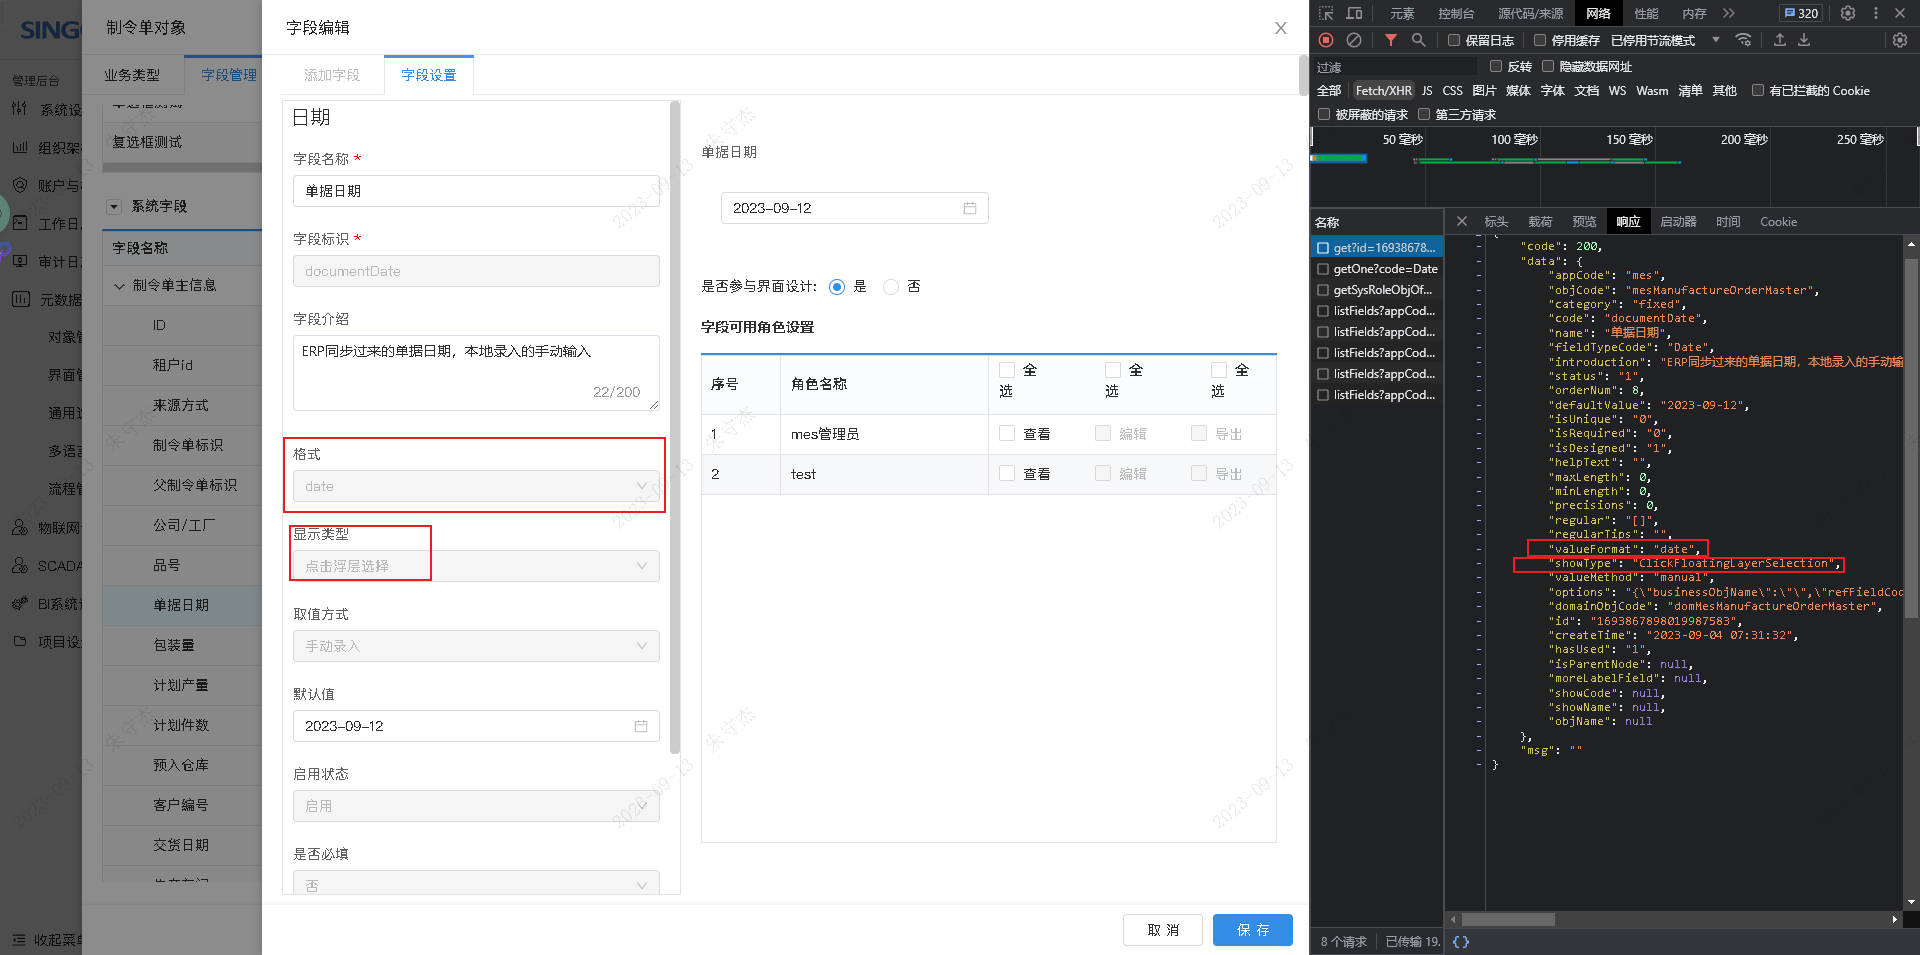 SING
管理后台
系统设
组织架
账户与
工作日
审计日
元数据
对象管
界面管
通用设
多语言
流程管
物联网
SCADA
BI系统设
项目设
收起菜单
制令单对象
业务类型
字段管理
复选框测试
系统字段
字段名称
制令单主信息
ID
租户id
来源方式
制令单标识
父制令单标识
公司/工厂
品号
单据日期
包装量
计划产量
计划件数
预入仓库
客户编号
交货日期
字段编辑
添加字段
字段设置
日期
字段名称 *
单据日期
字段标识 *
documentDate
字段介绍
ERP同步过来的单据日期，本地录入的手动输入
22/200
格式
date
显示类型
点击浮层选择
取值方式
手动录入
默认值
2023-09-12
启用状态
启用
是否必填
否
单据日期
2023-09-12
是否参与界面设计: 是 否
字段可用角色设置
序号 角色名称 全选 全选 全选
1 mes管理员 查看 编辑 导出
2 test 查看 编辑 导出
取 消
保 存
朱守杰
2023-09-13
元素 控制台 源代码/来源 网络 性能 内存 320
保留日志 停用缓存 已停用节流模式
过滤 反转 隐藏数据网址
全部 Fetch/XHR JS CSS 图片 媒体 字体 文档 WS Wasm 清单 其他 有已拦截的 Cookie
被屏蔽的请求 第三方请求
50 毫秒 100 毫秒 150 毫秒 200 毫秒 250 毫秒
名称
get?id=16938678...
getOne?code=Date
getSysRoleObjOf...
listFields?appCod...
listFields?appCod...
listFields?appCod...
listFields?appCod...
listFields?appCod...
8 个请求 已传输 19.
标头 载荷 预览 响应 启动器 时间 Cookie
"code": 200,
"data": {
"appCode": "mes",
"objCode": "mesManufactureOrderMaster",
"category": "fixed",
"code": "documentDate",
"name": "单据日期",
"fieldTypeCode": "Date",
"introduction": "ERP同步过来的单据日期，本地录入的手动输
"status": "1",
"orderNum": 8,
"defaultValue": "2023-09-12",
"isUnique": "0",
"isRequired": "0",
"isDesigned": "1",
"helpText": "",
"maxLength": 0,
"minLength": 0,
"precisions": 0,
"regular": "[]",
"regularTips": "",
"valueFormat": "date",
"showType": "ClickFloatingLayerSelection",
"valueMethod": "manual",
"options": "{\"businessObjName\":\"\",\"refFieldCod
"domainObjCode": "domMesManufactureOrderMaster",
"id": "1693867898019987583",
"createTime": "2023-09-04 07:31:32",
"hasUsed": "1",
"isParentNode": null,
"moreLabelField": null,
"showCode": null,
"showName": null,
"objName": null
},
"msg": ""
}
{}